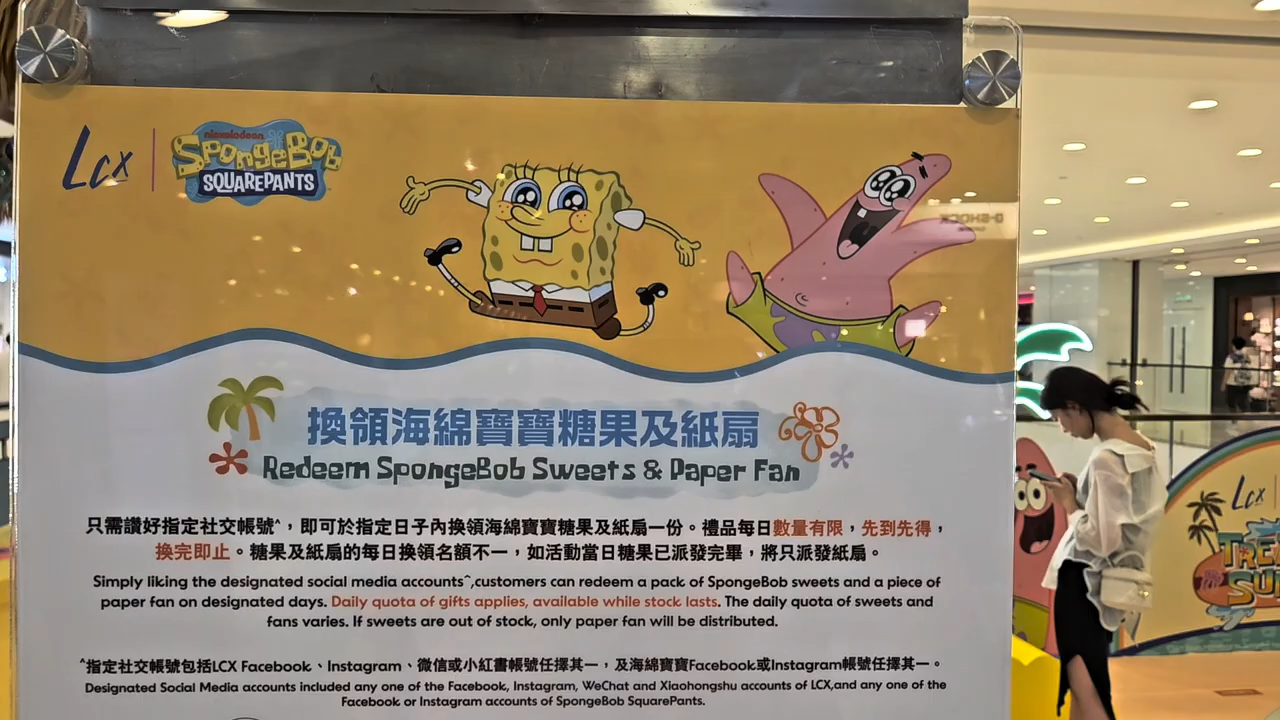 Lcx
nickelodeon
SpongeBob
SQUAREPANTS
G-SHOCK
換領海綿寶寶糖果及紙扇
Redeem SpongeBob Sweets & Paper Fan
只需讚好指定社交帳號^，即可於指定日子內換領海綿寶寶糖果及紙扇一份。禮品每日數量有限，先到先得，
換完即止。糖果及紙扇的每日換領名額不一，如活動當日糖果已派發完畢，將只派發紙扇。
Simply liking the designated social media accounts^,customers can redeem a pack of SpongeBob sweets and a piece of
paper fan on designated days. Daily quota of gifts applies, available while stock lasts. The daily quota of sweets and
fans varies. If sweets are out of stock, only paper fan will be distributed.
^指定社交帳號包括LCX Facebook、Instagram、微信或小紅書帳號任擇其一，及海綿寶寶Facebook或Instagram帳號任擇其一。
Designated Social Media accounts included any one of the Facebook, Instagram, WeChat and Xiaohongshu accounts of LCX,and any one of the
Facebook or Instagram accounts of SpongeBob SquarePants.
Lcx